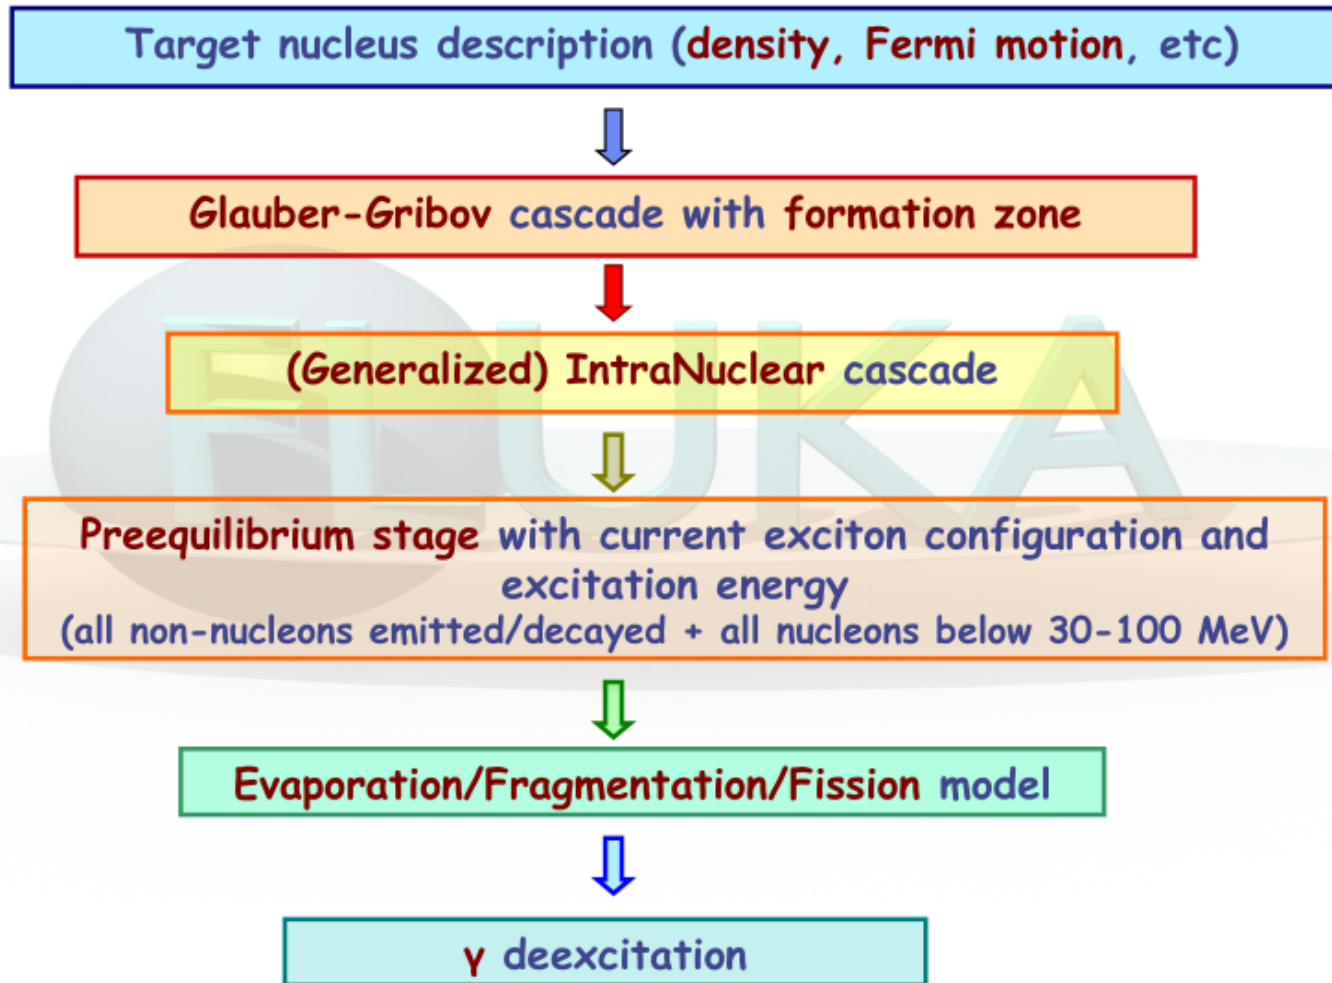 Target nucleus description (density, Fermi motion, etc)
Glauber-Gribov cascade with formation zone
FLUKA
(Generalized) IntraNuclear cascade
Preequilibrium stage with current exciton configuration and
excitation energy
(all non-nucleons emitted/decayed + all nucleons below 30-100 MeV)
Evaporation/Fragmentation/Fission model
γ deexcitation